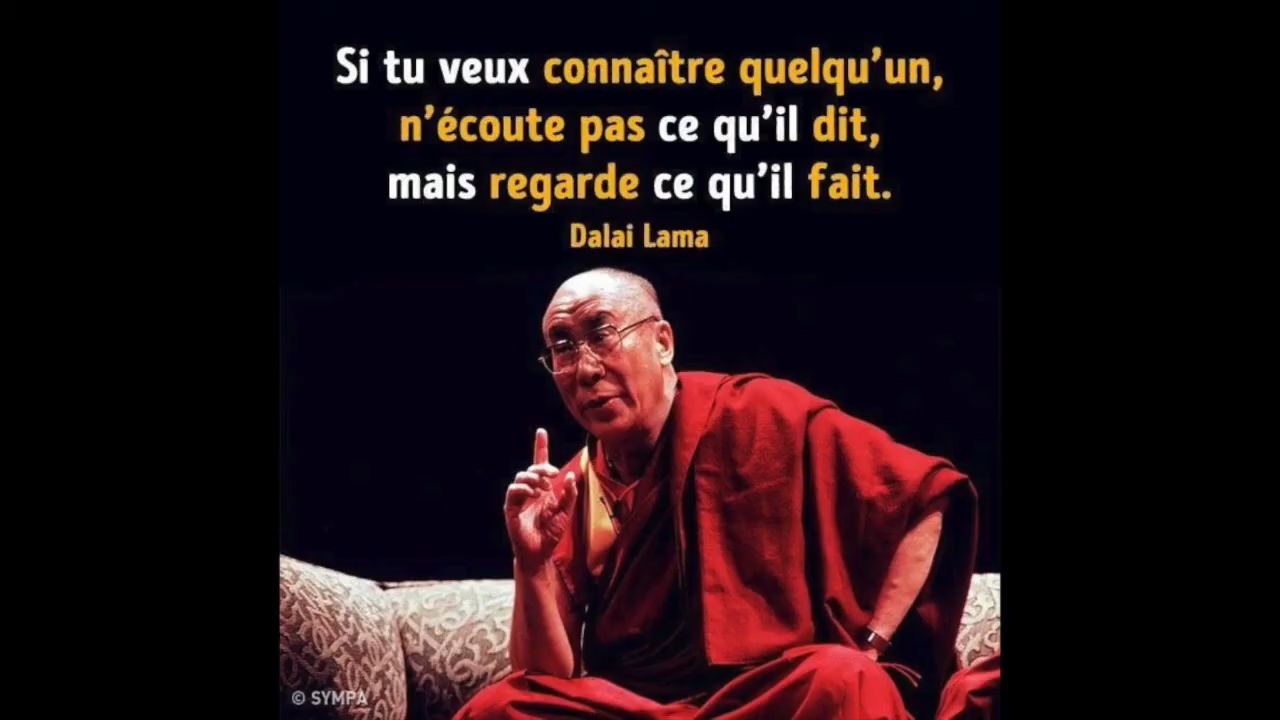 Si tu veux connaître quelqu’un,
n’écoute pas ce qu’il dit,
mais regarde ce qu’il fait.
Dalai Lama
© SYMPA